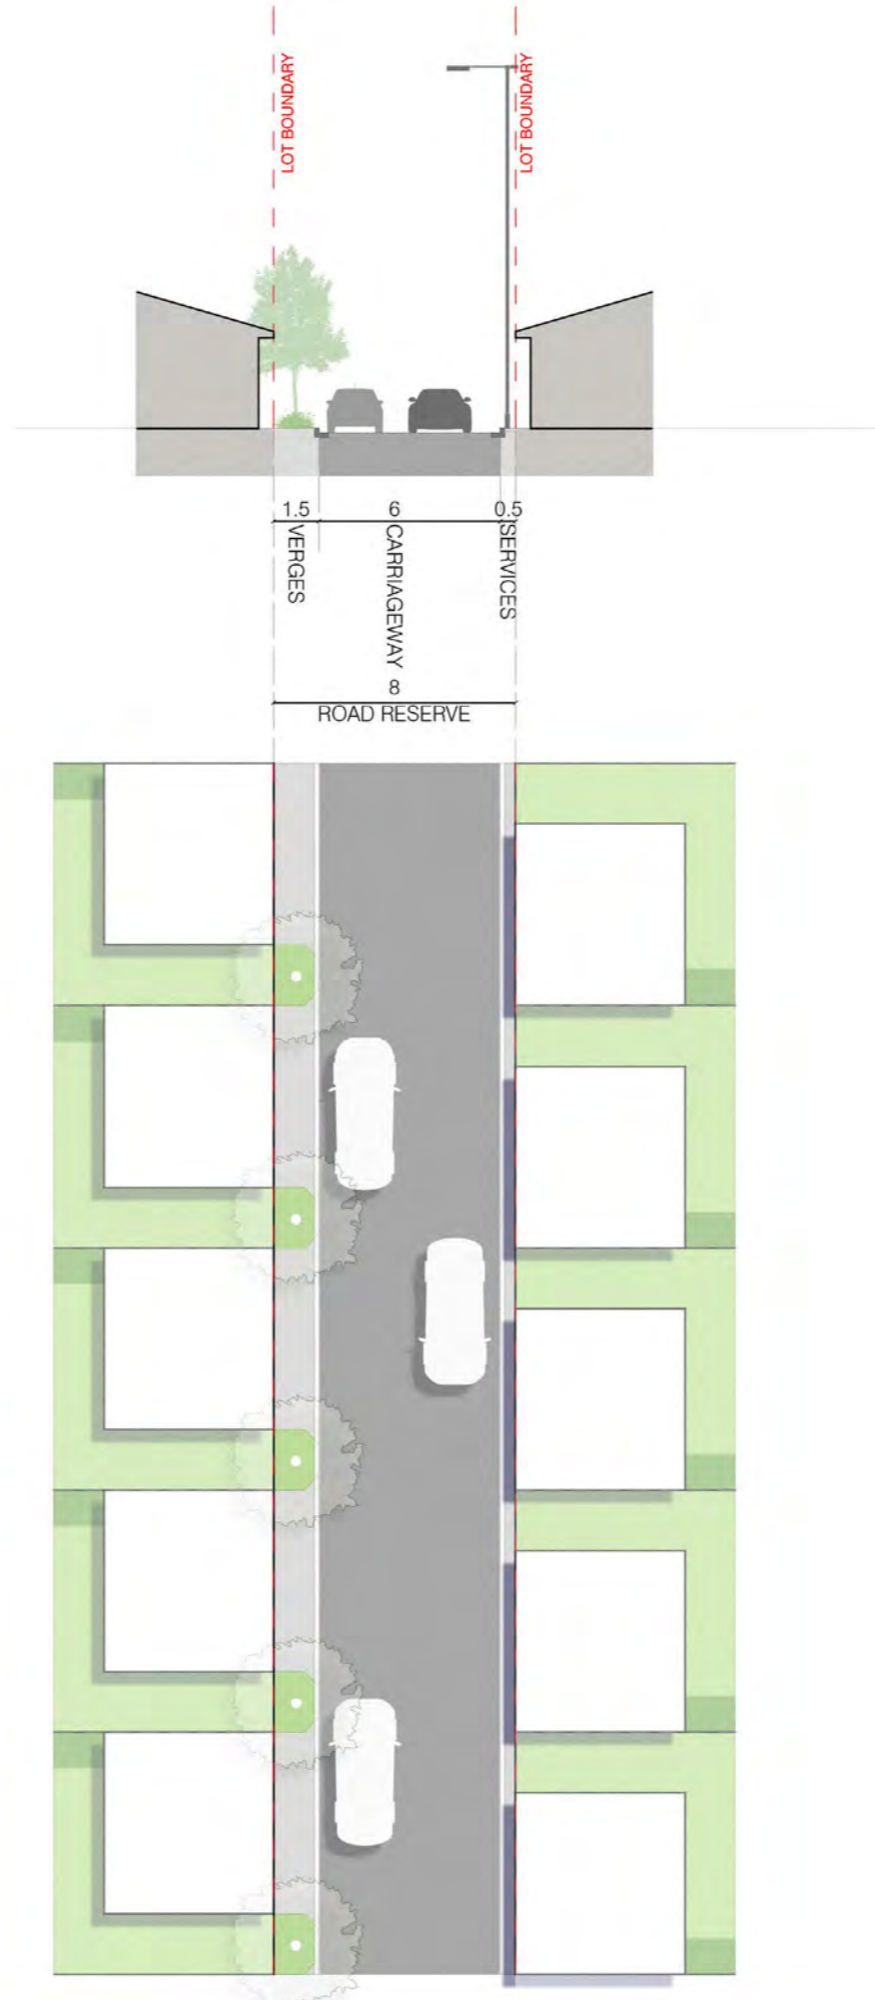 LOT BOUNDARY
LOT BOUNDARY
1.5
6
0.5
VERGES
CARRIAGEWAY
SERVICES
8
ROAD RESERVE